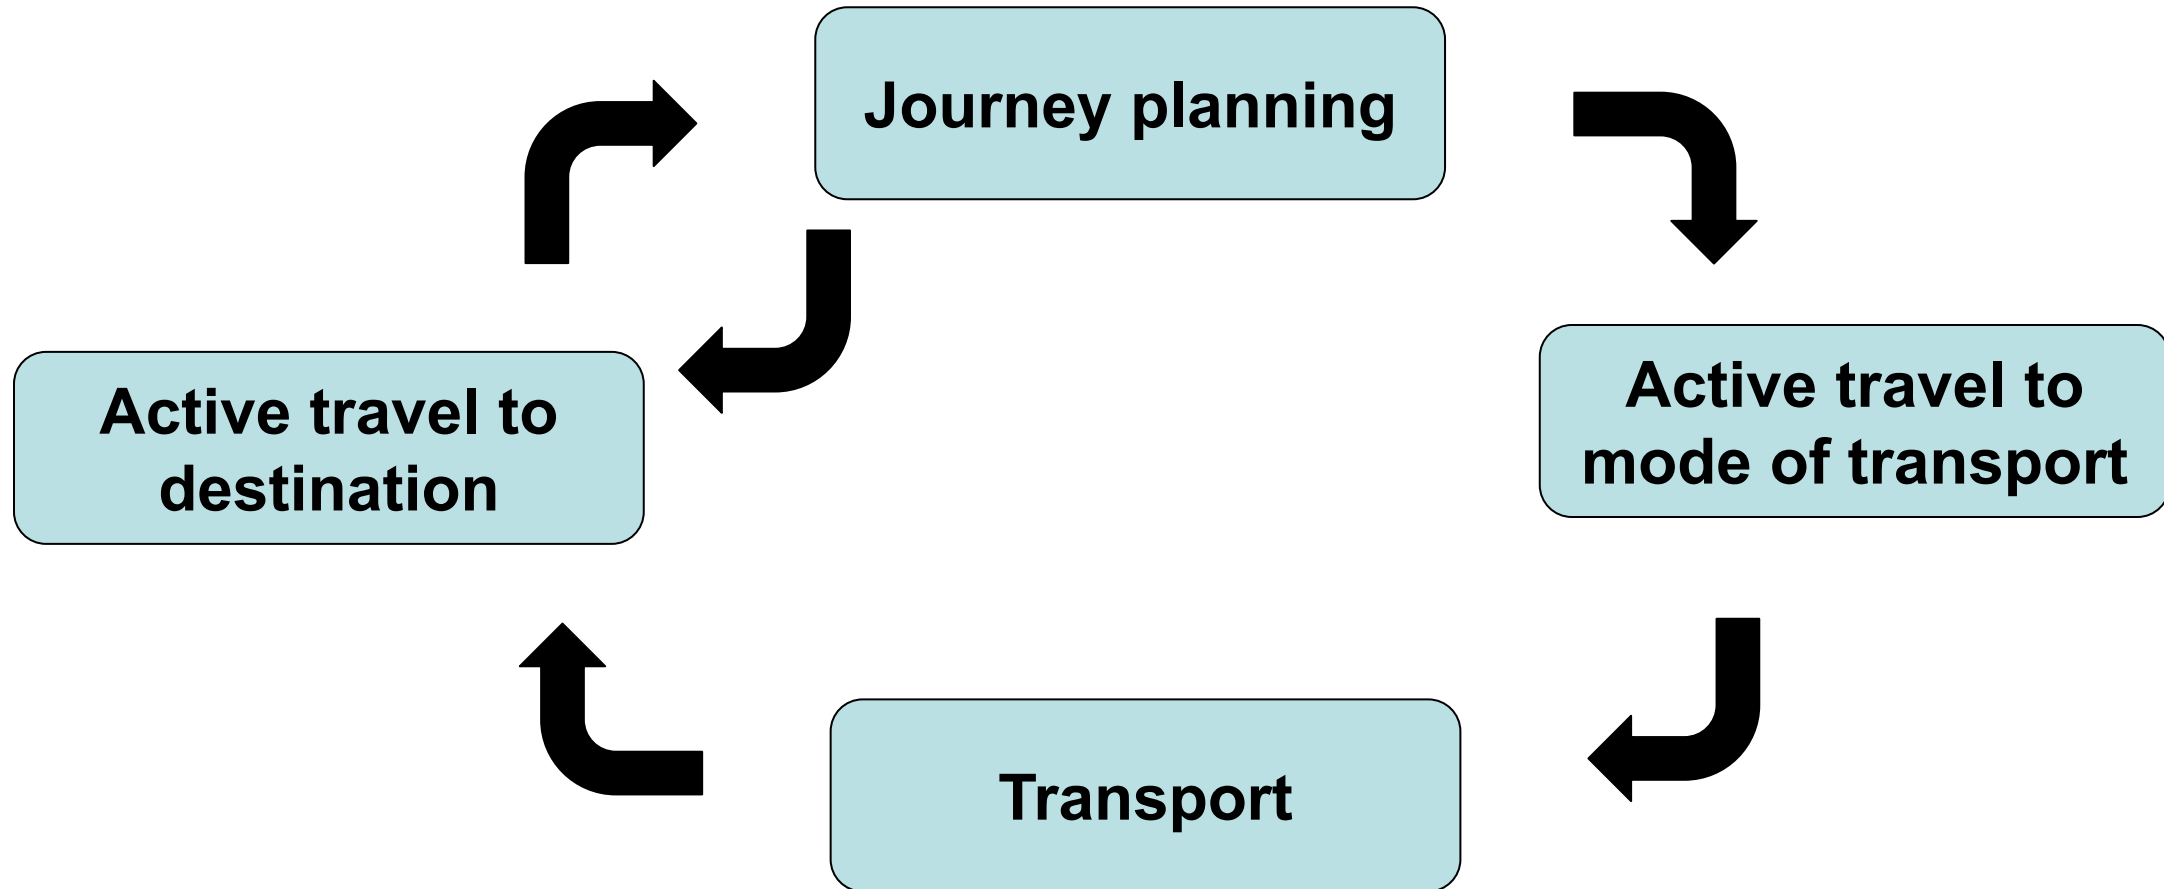 Journey planning
Active travel to
destination
Active travel to
mode of transport
Transport